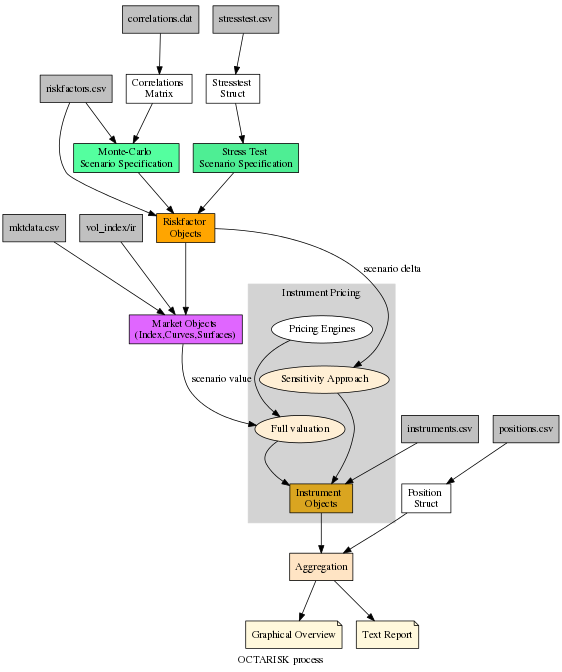 correlations.dat
stresstest.csv
riskfactors.csv
Correlations
Matrix
Stresstest
Struct
Monte-Carlo
Scenario Specification
Stress Test
Scenario Specification
mktdata.csv
vol_index/ir
Riskfactor
Objects
scenario delta
Instrument Pricing
Market Objects
(Index,Curves,Surfaces)
Pricing Engines
scenario value
Sensitivity Approach
Full valuation
instruments.csv
positions.csv
Instrument
Objects
Position
Struct
Aggregation
Graphical Overview
Text Report
OCTARISK process